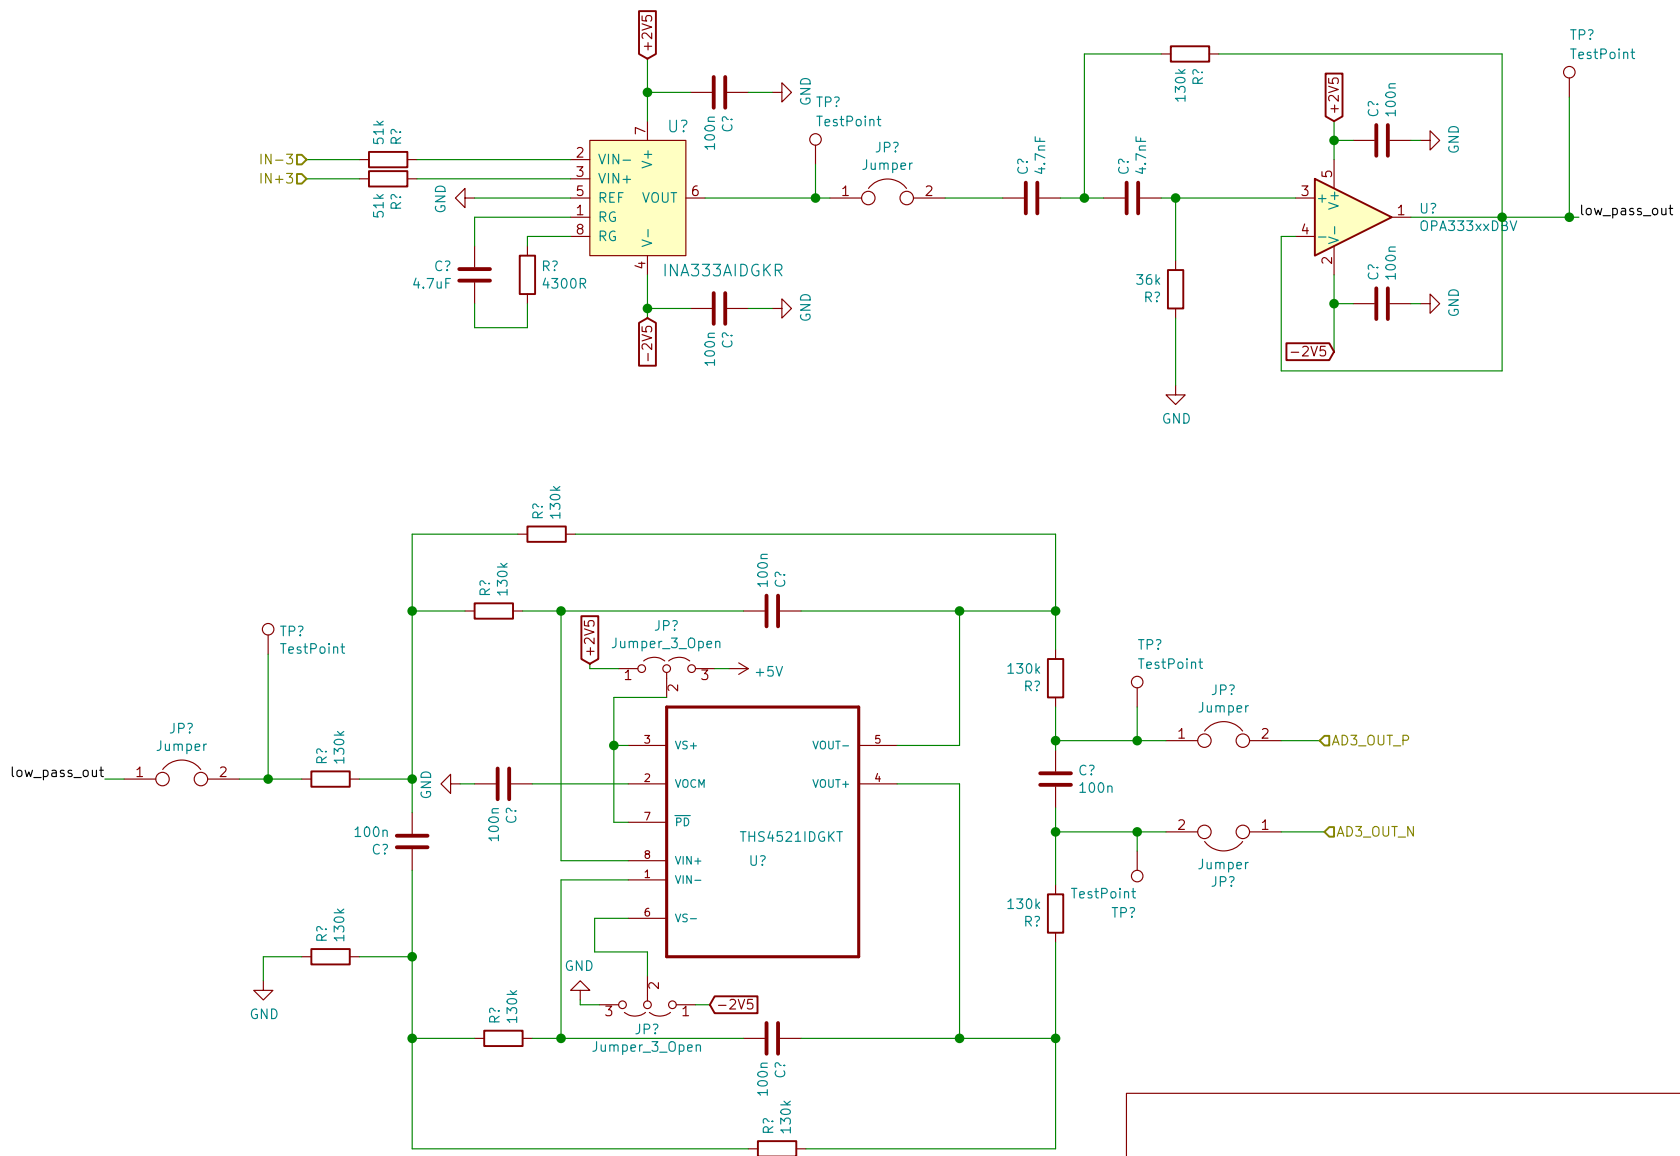 +2V5
100n
C?
GND
U?
7
V+
51k
R?
IN-3
IN+3
51k
R?
2
VIN-
3
VIN+
GND
5
REF
VOUT
6
1
RG
8
RG
V-
4
C?
4.7uF
R?
4300R
INA333AIDGKR
100n
C?
GND
-2V5
TP?
TestPoint
JP?
Jumper
1
2
C?
4.7nF
C?
4.7nF
130k
R?
36k
R?
GND
+2V5
C?
100n
GND
5
V+
3
+
4
-
V-
2
1
U?
OPA333xxDBV
C?
100n
GND
-2V5
TP?
TestPoint
low_pass_out
R?
130k
R?
130k
100n
C?
+2V5
JP?
Jumper_3_Open
1
2
3
+5V
TP?
TestPoint
JP?
Jumper
low_pass_out
1
2
R?
130k
GND
100n
C?
100n
C?
3
VS+
2
VOCM
7
PD
8
VIN+
1
VIN-
6
VS-
VOUT-
5
VOUT+
4
THS4521IDGKT
U?
R?
130k
GND
GND
3
2
1
-2V5
JP?
Jumper_3_Open
R?
130k
100n
C?
R?
130k
130k
R?
TP?
TestPoint
JP?
Jumper
1
2
AD3_OUT_P
C?
100n
2
1
AD3_OUT_N
Jumper
JP?
TestPoint
TP?
130k
R?